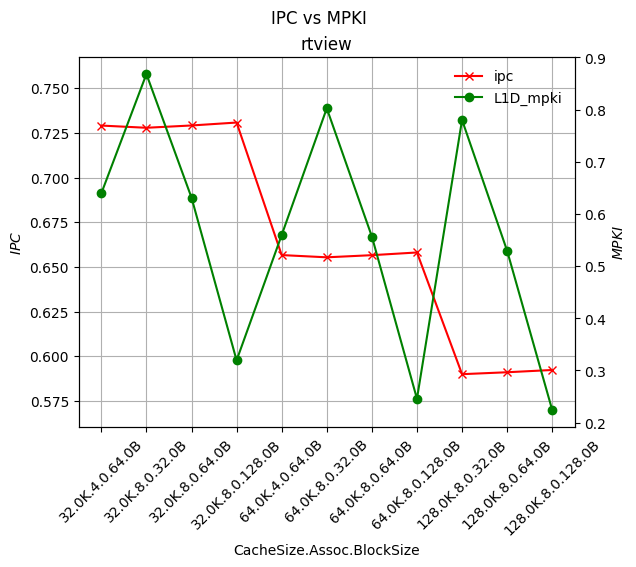 IPC vs MPKI
rtview
ipc
L1D_mpki
0.750
0.725
0.700
0.675
0.650
0.625
0.600
0.575
IPC
0.9
0.8
0.7
0.6
0.5
0.4
0.3
0.2
MPKI
32.0K.4.0.64.0B
32.0K.8.0.32.0B
32.0K.8.0.64.0B
32.0K.8.0.128.0B
64.0K.4.0.64.0B
64.0K.8.0.32.0B
64.0K.8.0.64.0B
64.0K.8.0.128.0B
128.0K.8.0.32.0B
128.0K.8.0.64.0B
128.0K.8.0.128.0B
CacheSize.Assoc.BlockSize